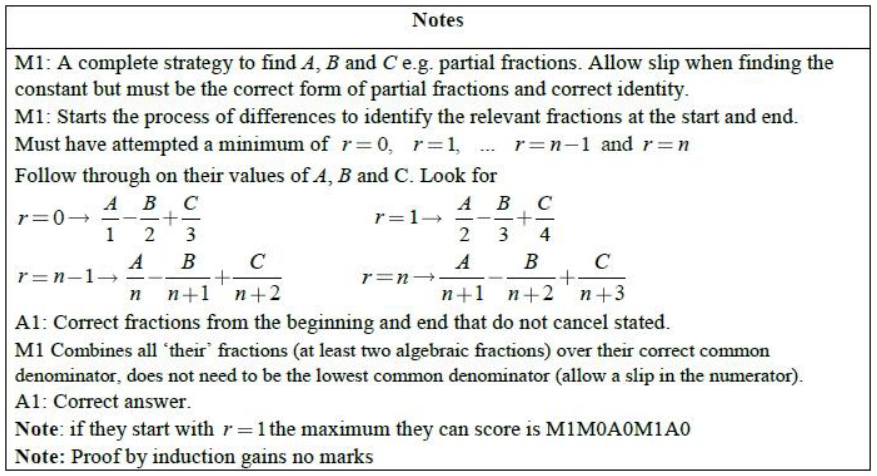 Notes
M1: A complete strategy to find A, B and C e.g. partial fractions. Allow slip when finding the
constant but must be the correct form of partial fractions and correct identity.
M1: Starts the process of differences to identify the relevant fractions at the start and end.
Must have attempted a minimum of r = 0, r = 1, ... r = n−1 and r = n
Follow through on their values of A, B and C. Look for
r = 0 → A/1 − B/2 + C/3 r = 1 → A/2 − B/3 + C/4
r = n−1 → A/n − B/(n+1) + C/(n+2) r = n → A/(n+1) − B/(n+2) + C/(n+3)
A1: Correct fractions from the beginning and end that do not cancel stated.
M1 Combines all ‘their’ fractions (at least two algebraic fractions) over their correct common
denominator, does not need to be the lowest common denominator (allow a slip in the numerator).
A1: Correct answer.
Note: if they start with r = 1 the maximum they can score is M1M0A0M1A0
Note: Proof by induction gains no marks